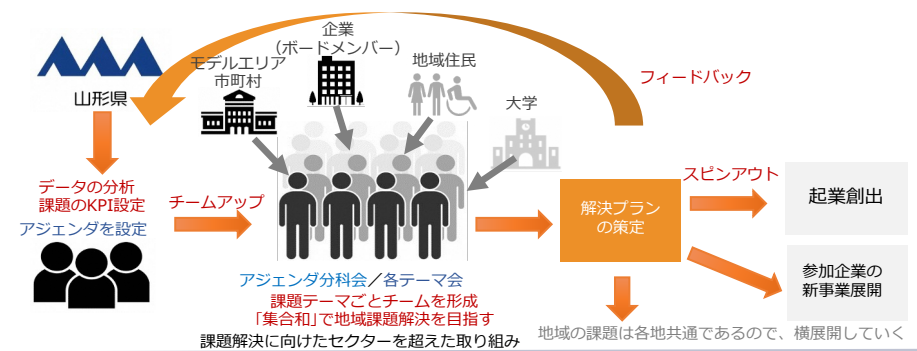 山形県
データの分析
課題のKPI設定
アジェンダを設定
チームアップ
モデルエリア
市町村
企業
（ボードメンバー）
地域住民
大学
アジェンダ分科会／各テーマ会
課題テーマごとチームを形成
「集合和」で地域課題解決を目指す
課題解決に向けたセクターを超えた取り組み
フィードバック
解決プラン
の策定
スピンアウト
起業創出
参加企業の
新事業展開
地域の課題は各地共通であるので、横展開していく